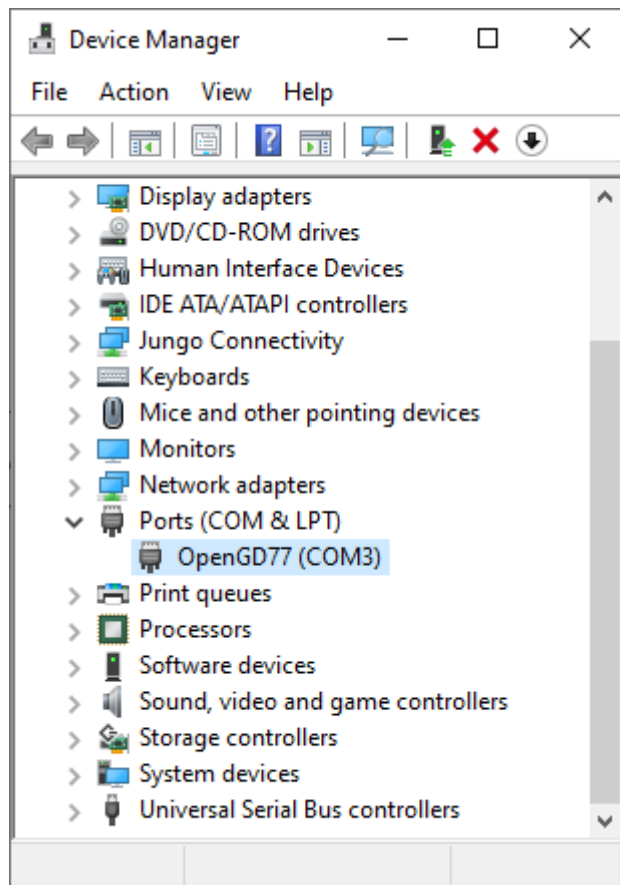 Device Manager
File Action View Help
Display adapters
DVD/CD-ROM drives
Human Interface Devices
IDE ATA/ATAPI controllers
Jungo Connectivity
Keyboards
Mice and other pointing devices
Monitors
Network adapters
Ports (COM & LPT)
OpenGD77 (COM3)
Print queues
Processors
Software devices
Sound, video and game controllers
Storage controllers
System devices
Universal Serial Bus controllers